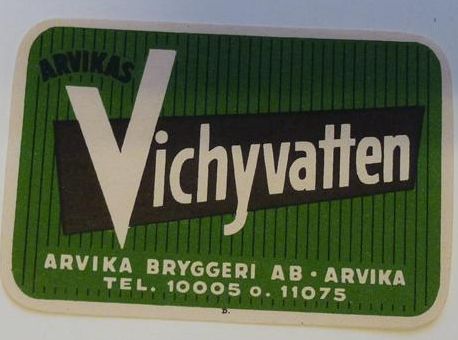 ARVIKAS
Vichyvatten
ARVIKA BRYGGERI AB · ARVIKA
TEL. 10005 o. 11075
B.